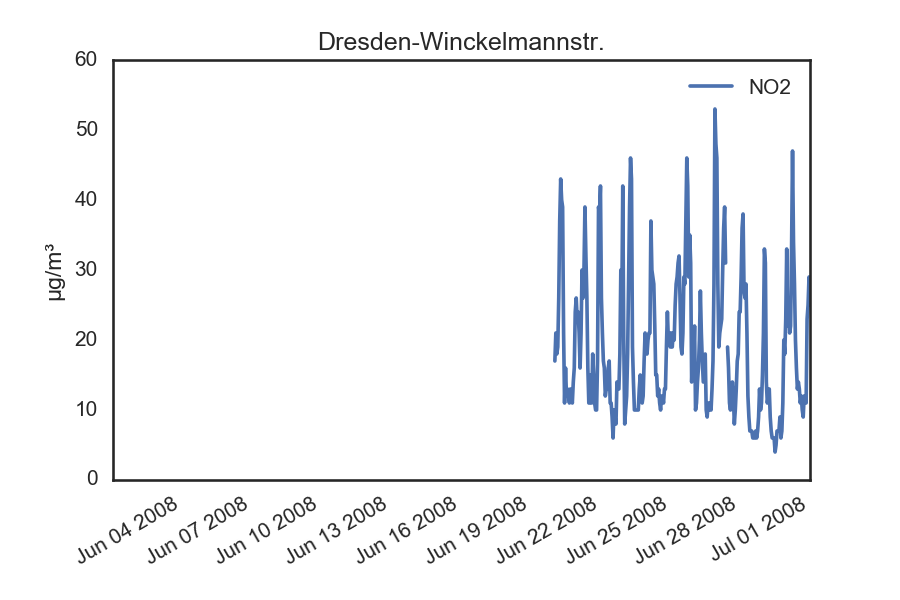 Dresden-Winckelmannstr.
NO2
µg/m³
60
50
40
30
20
10
0
Jun 04 2008
Jun 07 2008
Jun 10 2008
Jun 13 2008
Jun 16 2008
Jun 19 2008
Jun 22 2008
Jun 25 2008
Jun 28 2008
Jul 01 2008